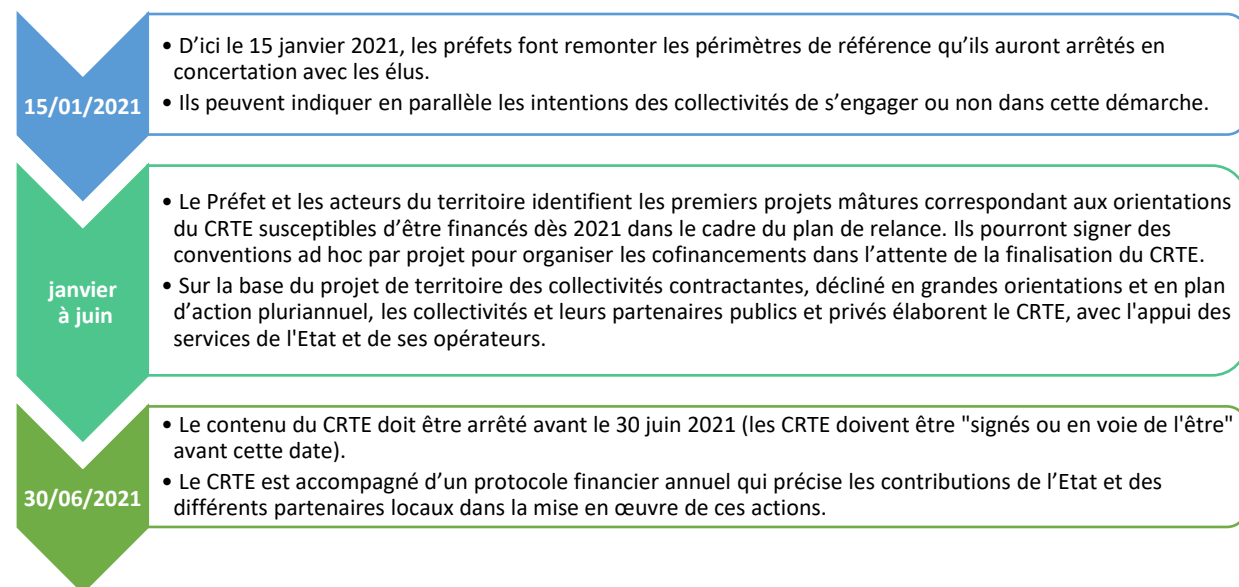 15/01/2021
• D’ici le 15 janvier 2021, les préfets font remonter les périmètres de référence qu’ils auront arrêtés en
concertation avec les élus.
• Ils peuvent indiquer en parallèle les intentions des collectivités de s’engager ou non dans cette démarche.
janvier
à juin
• Le Préfet et les acteurs du territoire identifient les premiers projets mâtures correspondant aux orientations
du CRTE susceptibles d’être financés dès 2021 dans le cadre du plan de relance. Ils pourront signer des
conventions ad hoc par projet pour organiser les cofinancements dans l’attente de la finalisation du CRTE.
• Sur la base du projet de territoire des collectivités contractantes, décliné en grandes orientations et en plan
d’action pluriannuel, les collectivités et leurs partenaires publics et privés élaborent le CRTE, avec l'appui des
services de l'Etat et de ses opérateurs.
30/06/2021
• Le contenu du CRTE doit être arrêté avant le 30 juin 2021 (les CRTE doivent être "signés ou en voie de l'être"
avant cette date).
• Le CRTE est accompagné d’un protocole financier annuel qui précise les contributions de l’Etat et des
différents partenaires locaux dans la mise en œuvre de ces actions.